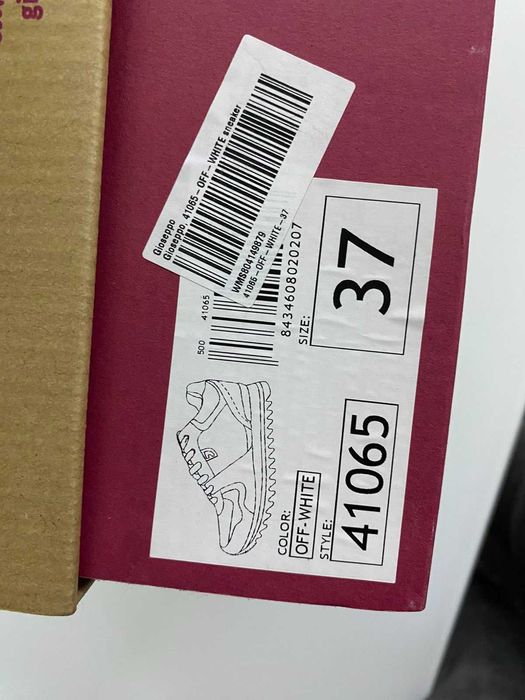 gi
Gioseppo
Gioseppo, 41065 - OFF - WHITE sneaker
WMS804149879
41065-OFF-WHITE-37
500 41065
8434608020207
SIZE:
37
COLOR:
OFF-WHITE
STYLE:
41065